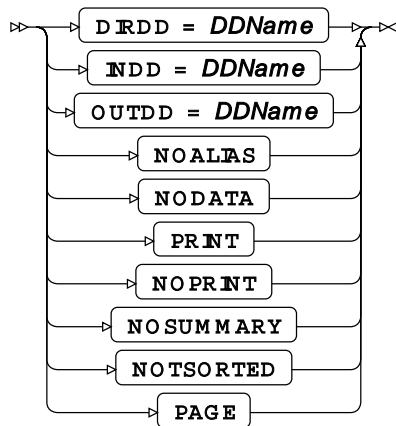 DIRDD = DDName
INDD = DDName
OUTDD = DDName
NOALIAS
NODATA
PRINT
NOPRINT
NOSUMMARY
NOTSORTED
PAGE